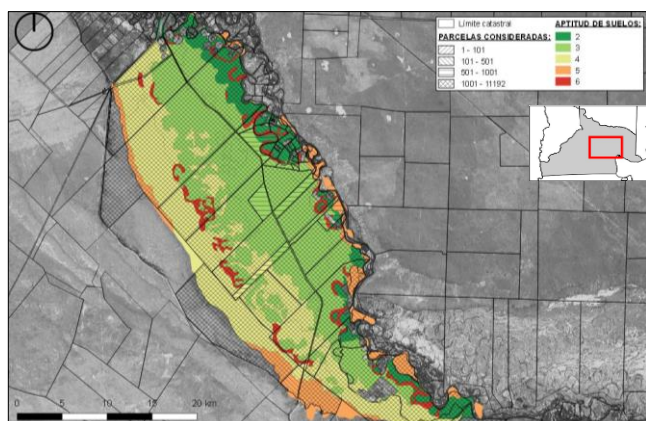 Límite catastral
PARCELAS CONSIDERADAS:
1 - 101
101 - 501
501 - 1001
1001 - 11192
APTITUD DE SUELOS:
2
3
4
5
6
0 5 10 15 20 km